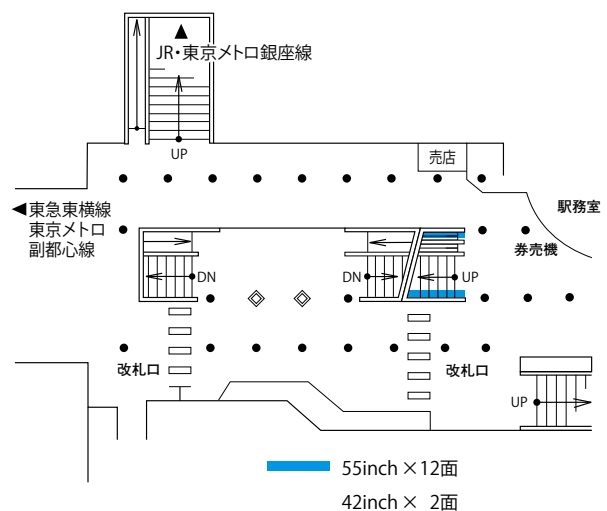 ▲
JR・東京メトロ銀座線
UP
売店
◀東急東横線
東京メトロ
副都心線
駅務室
券売機
DN
DN
UP
改札口
改札口
UP
55inch×12面
42inch× 2面